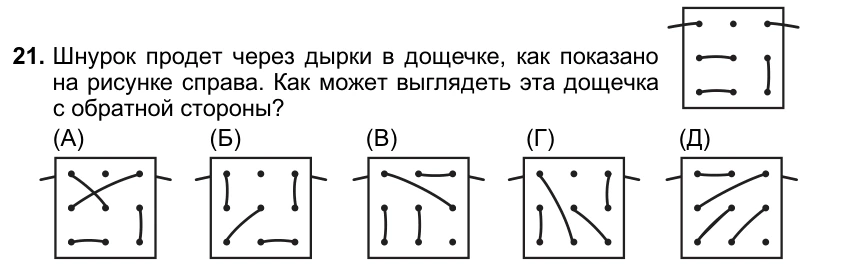 21. Шнурок продет через дырки в дощечке, как показано
на рисунке справа. Как может выглядеть эта дощечка
с обратной стороны?
(А) (Б) (В) (Г) (Д)